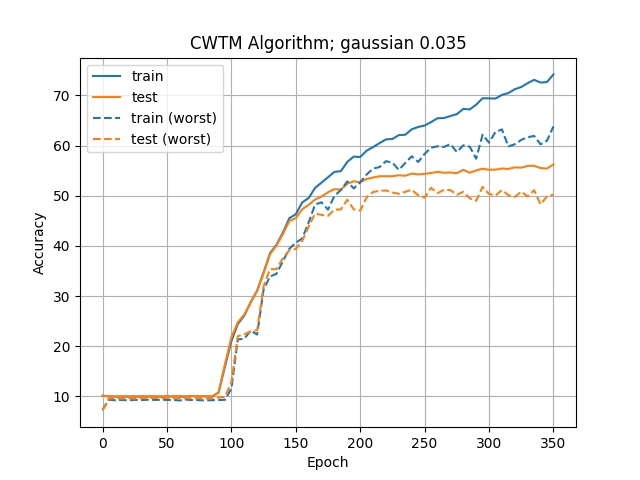 CWTM Algorithm; gaussian 0.035
train
test
train (worst)
test (worst)
Accuracy
70
60
50
40
30
20
10
0 50 100 150 200 250 300 350
Epoch